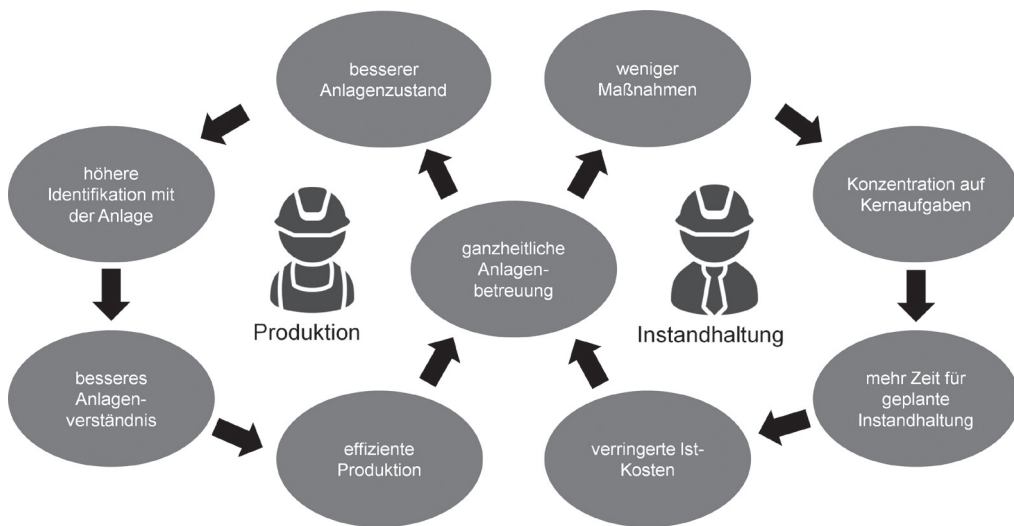 besserer
Anlagenzustand
weniger
Maßnahmen
höhere
Identifikation mit
der Anlage
Konzentration auf
Kernaufgaben
ganzheitliche
Anlagen-
betreuung
Produktion
Instandhaltung
besseres
Anlagen-
verständnis
mehr Zeit für
geplante
Instandhaltung
effiziente
Produktion
verringerte Ist-
Kosten